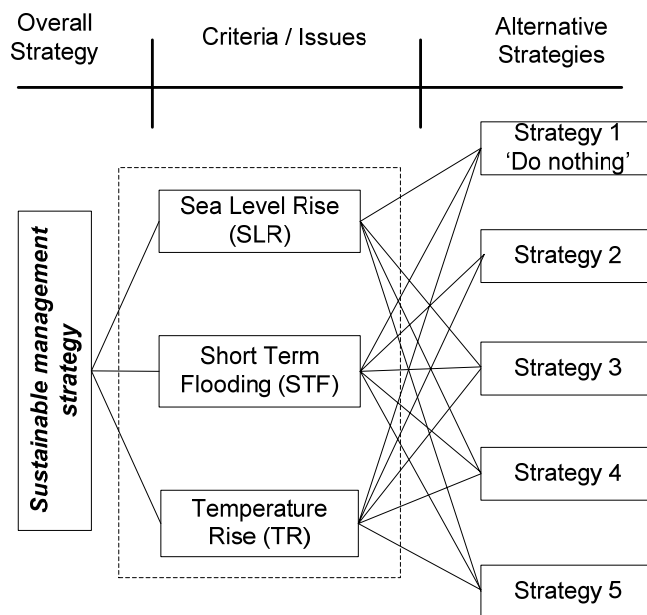 Overall
Strategy
Criteria / Issues
Alternative
Strategies
Sustainable management
strategy
Sea Level Rise
(SLR)
Short Term
Flooding (STF)
Temperature
Rise (TR)
Strategy 1
‘Do nothing’
Strategy 2
Strategy 3
Strategy 4
Strategy 5